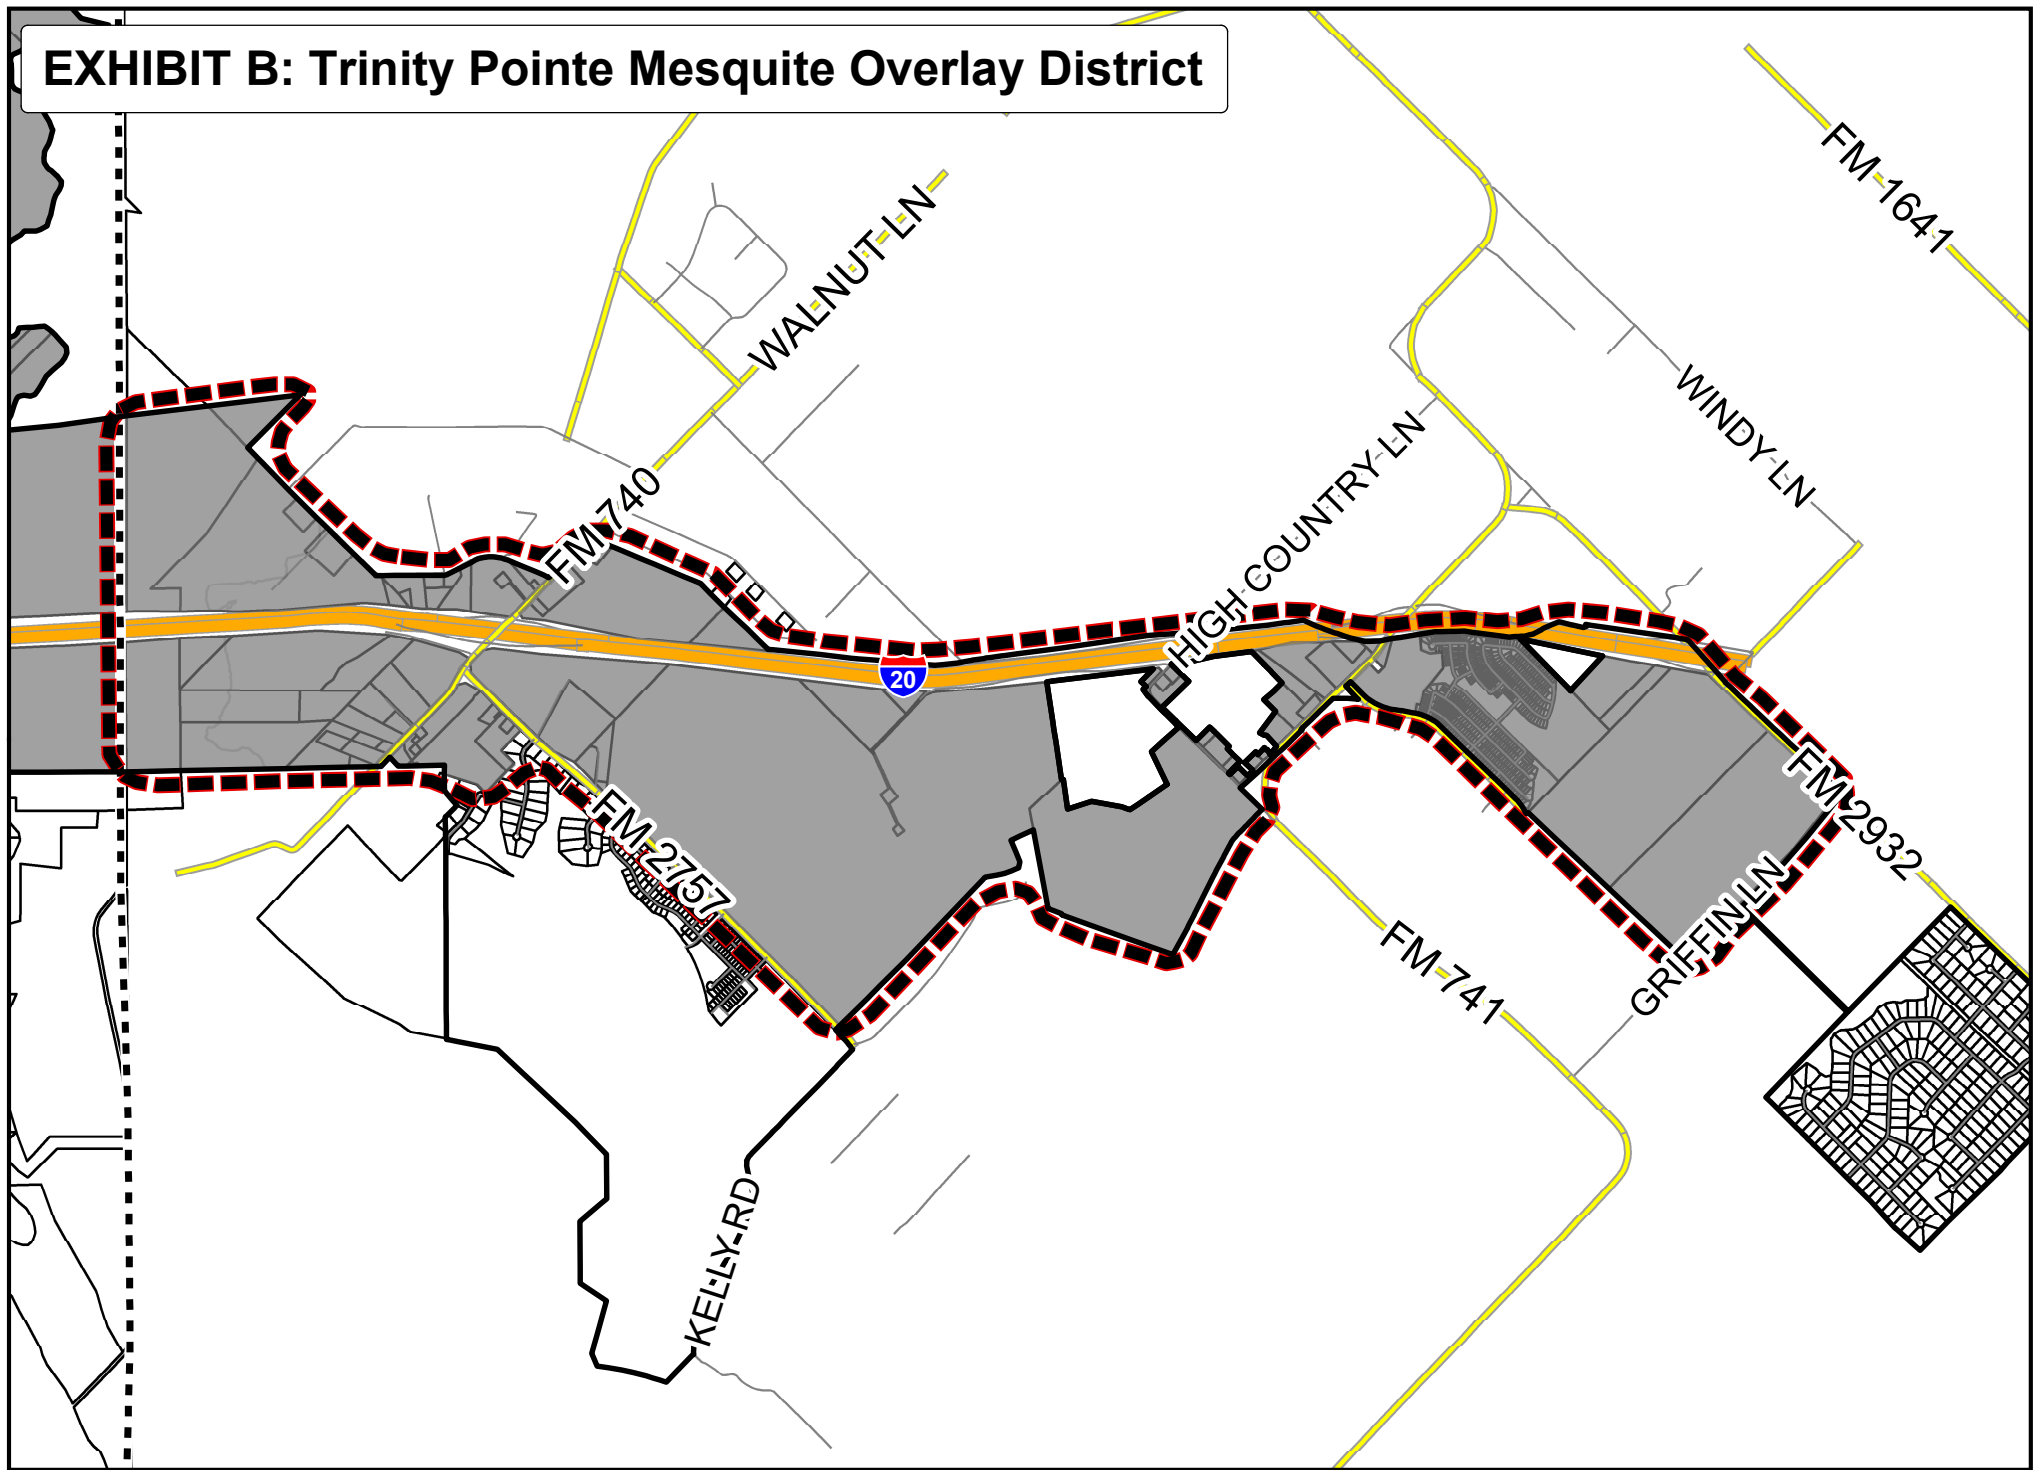 EXHIBIT B: Trinity Pointe Mesquite Overlay District
FM 1641
WALNUT LN
WINDY LN
HIGH COUNTRY LN
FM 740
20
FM 2932
FM 2757
GRIFFIN LN
FM 741
KELLY RD